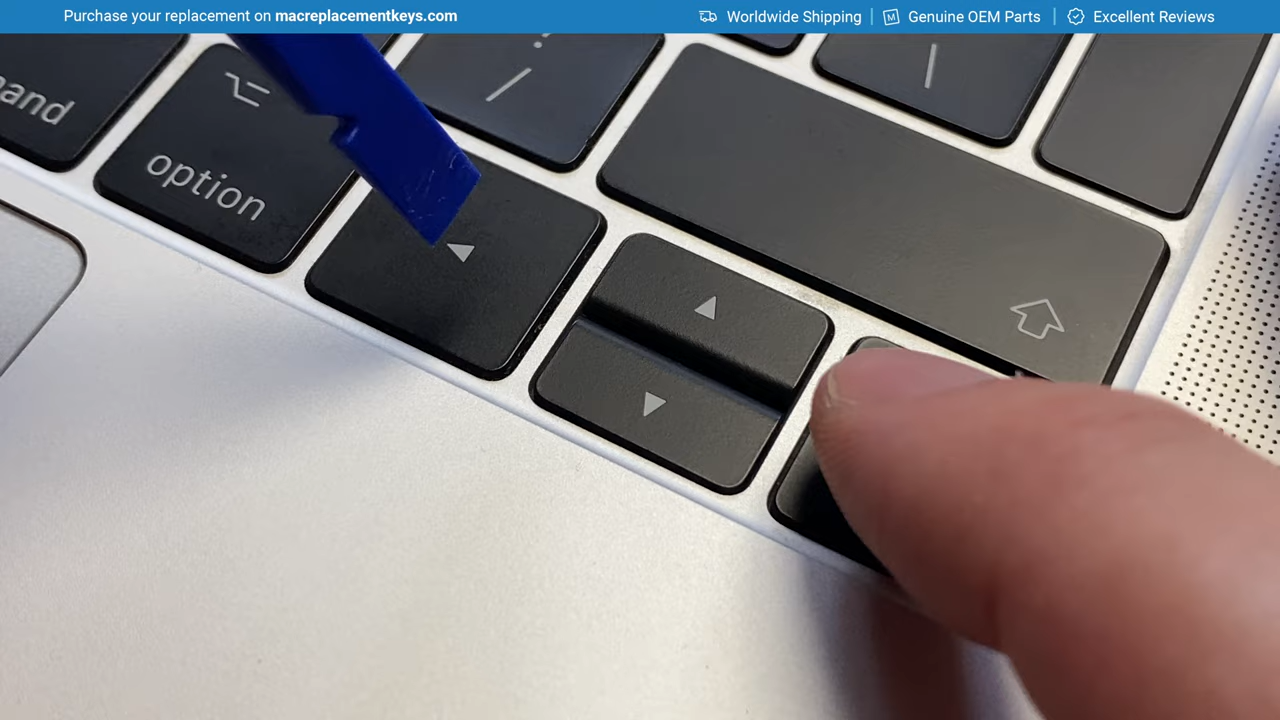 Purchase your replacement on macreplacementkeys.com
Worldwide Shipping
Genuine OEM Parts
Excellent Reviews
and
option
/